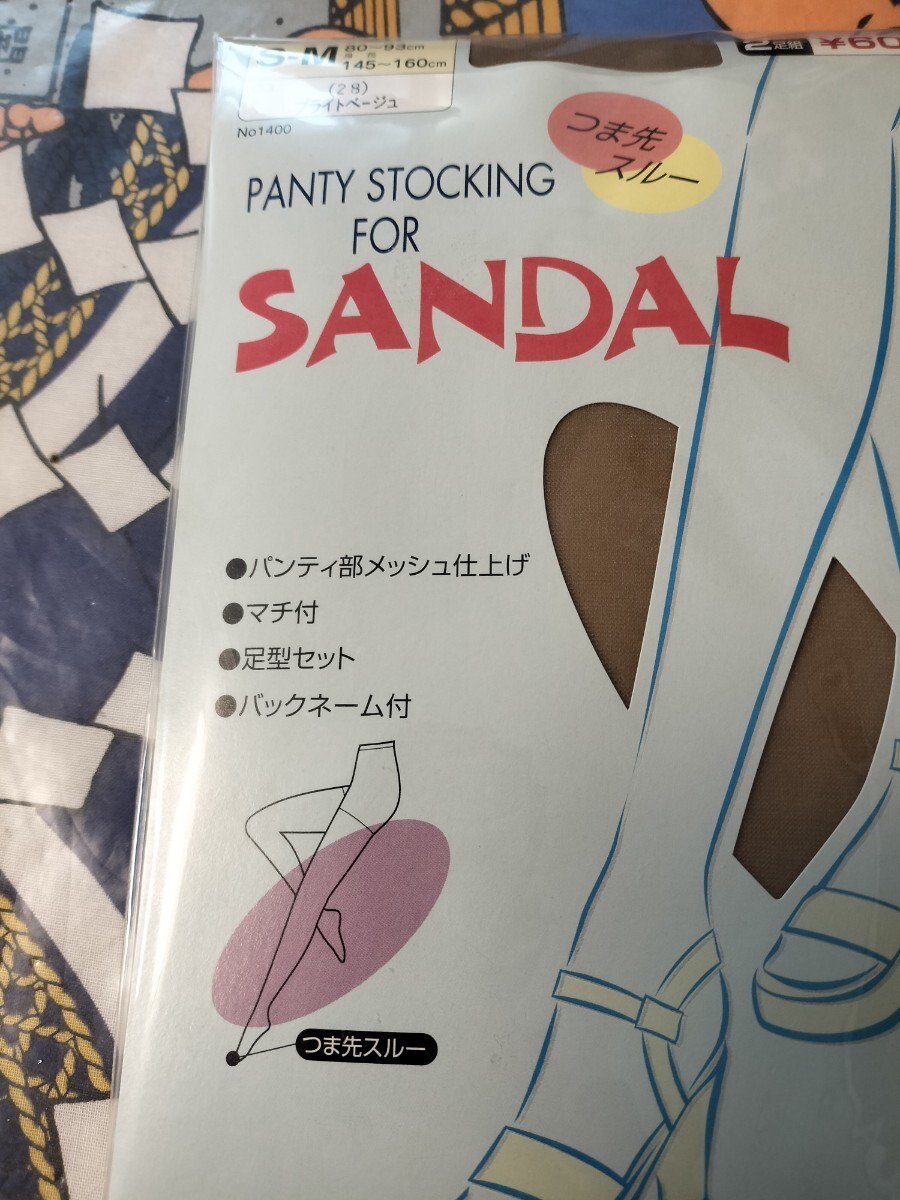 S-M 80～93cm
身長 145～160cm
(28)
ブライトベージュ
No1400
2足組 ¥60
つま先
スルー
PANTY STOCKING
FOR
SANDAL
●パンティ部メッシュ仕上げ
●マチ付
●足型セット
●バックネーム付
つま先スルー